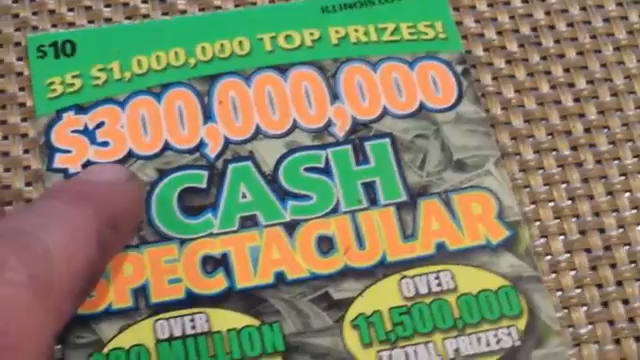 $10
35 $1,000,000 TOP PRIZES!
$300,000,000
CASH
SPECTACULAR
OVER
MILLION
OVER
11,500,000
TOTAL PRIZES!